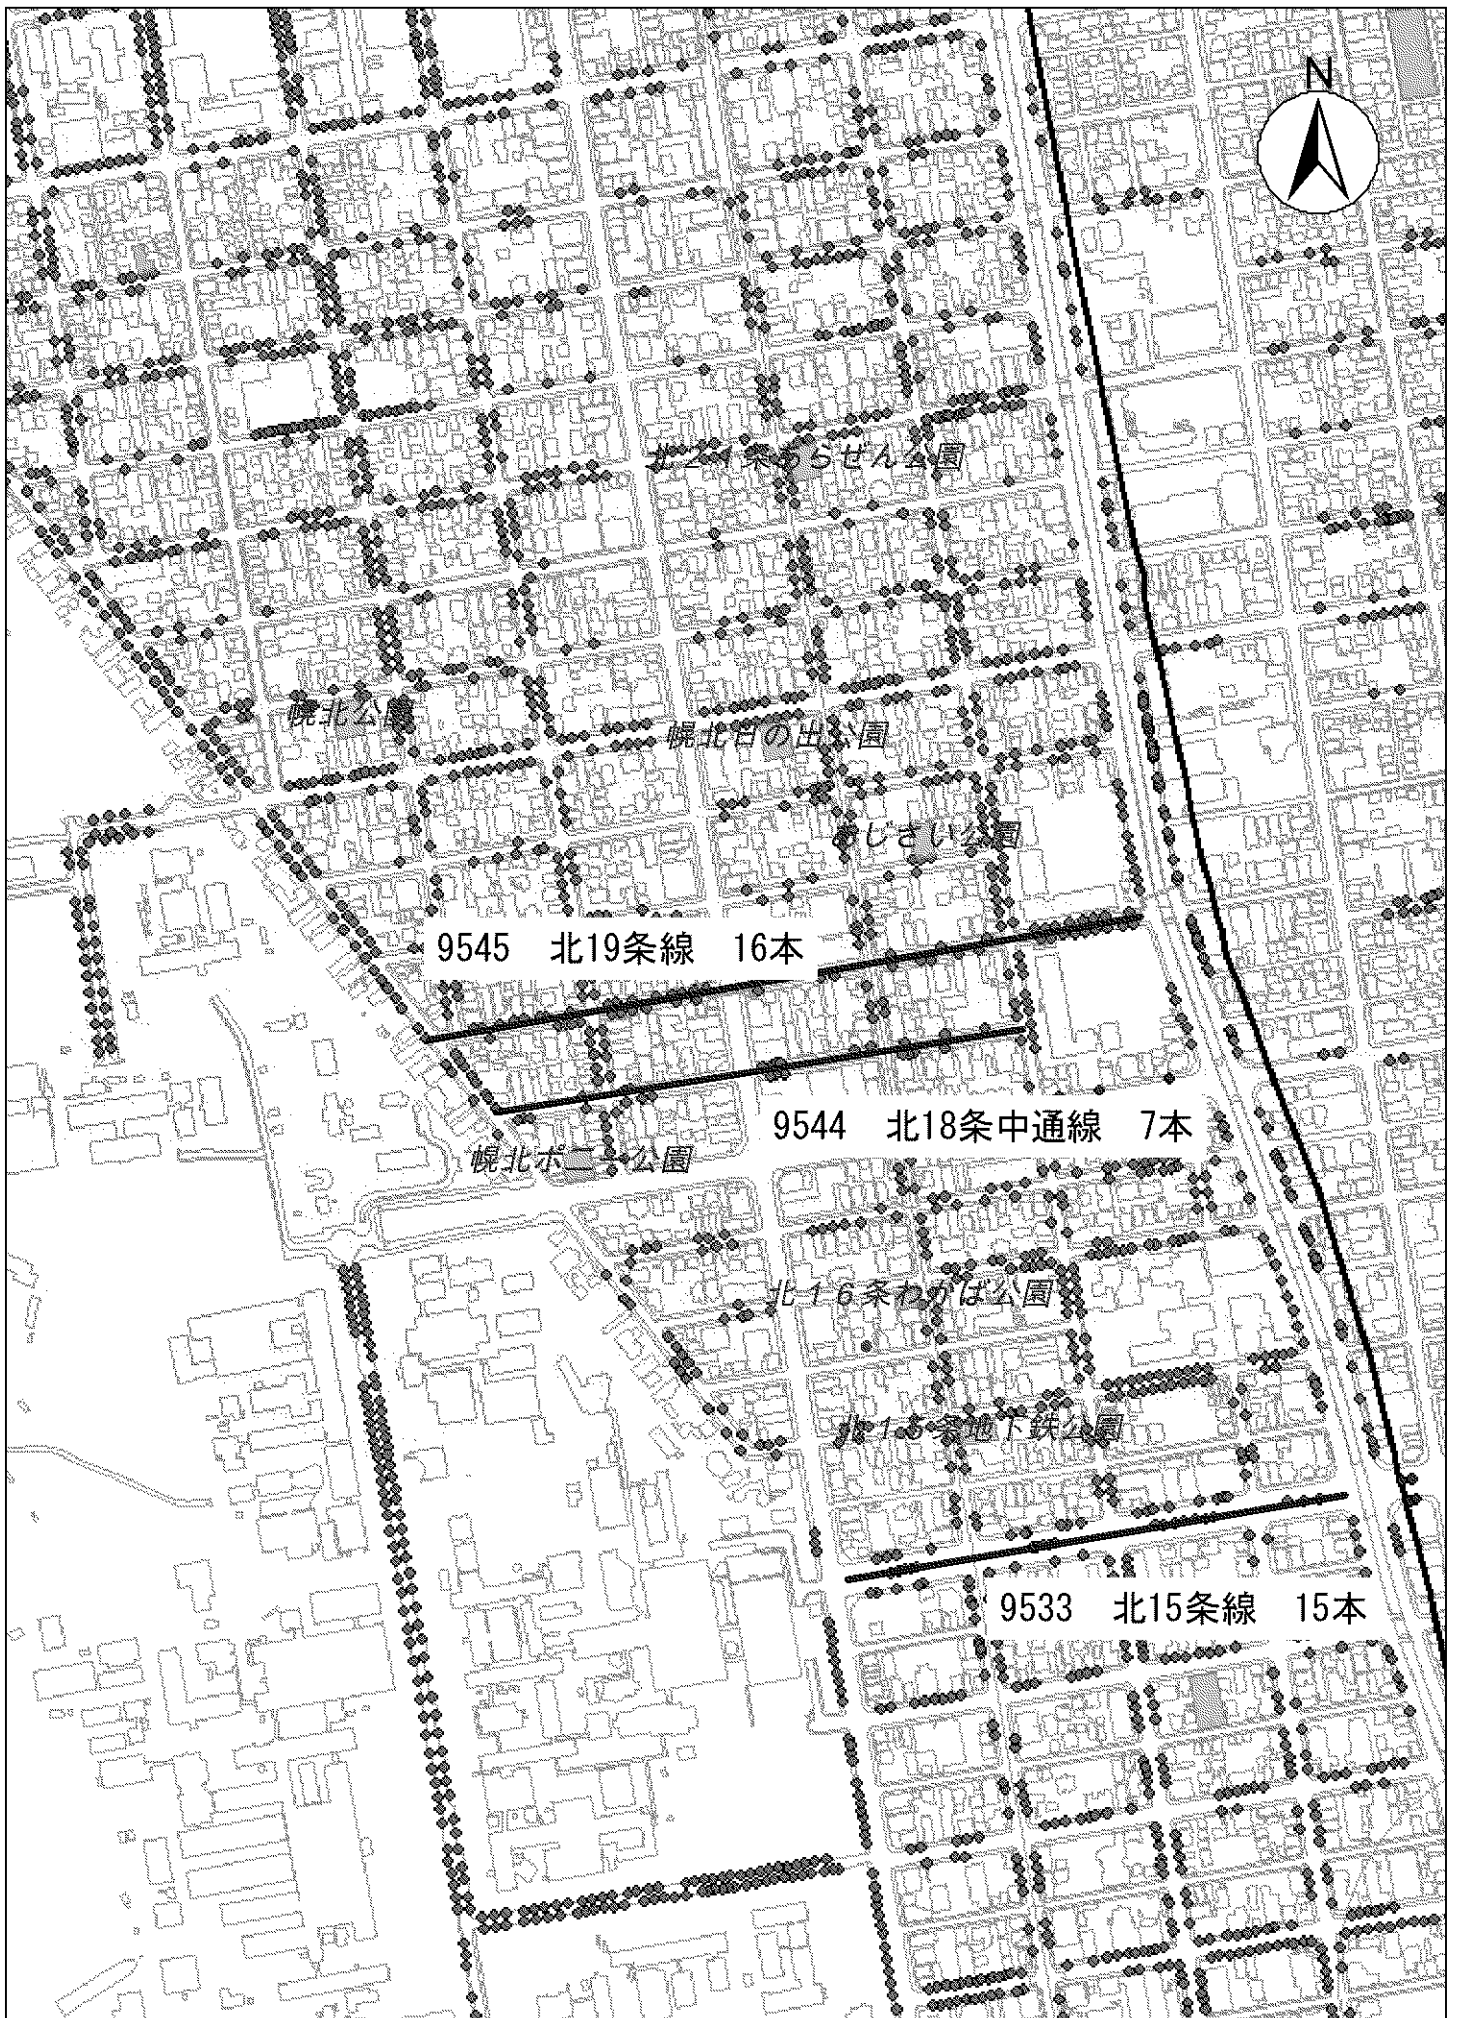 N
北21条あらせん公園
幌北公園
幌北日の出公園
あじさい公園
9545 北19条線 16本
9544 北18条中通線 7本
幌北ポニー公園
北16条わかば公園
北15条地下鉄公園
9533 北15条線 15本